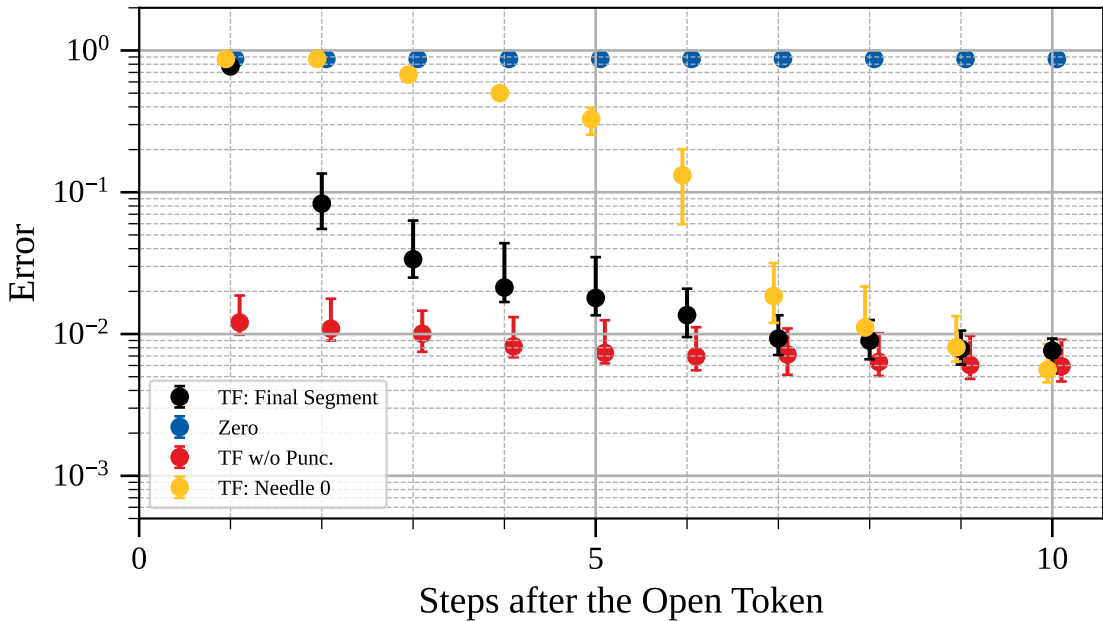 10⁰
10⁻¹
10⁻²
10⁻³
Error
TF: Final Segment
Zero
TF w/o Punc.
TF: Needle 0
0
5
10
Steps after the Open Token